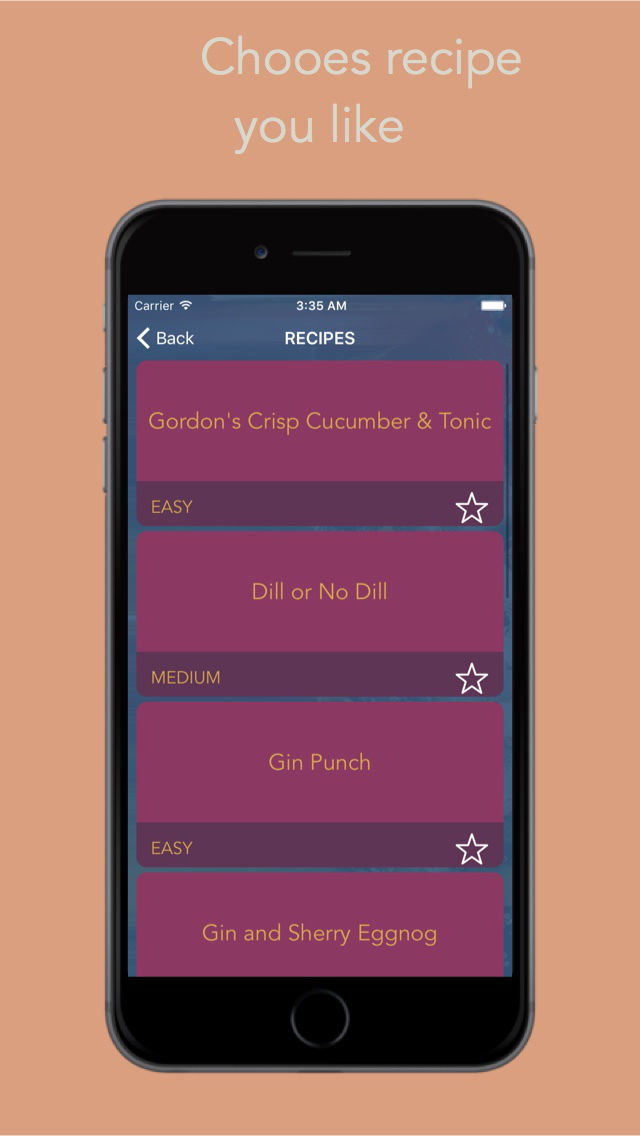 Chooes recipe
you like
Carrier 3:35 AM
Back RECIPES
Gordon's Crisp Cucumber & Tonic
EASY
Dill or No Dill
MEDIUM
Gin Punch
EASY
Gin and Sherry Eggnog